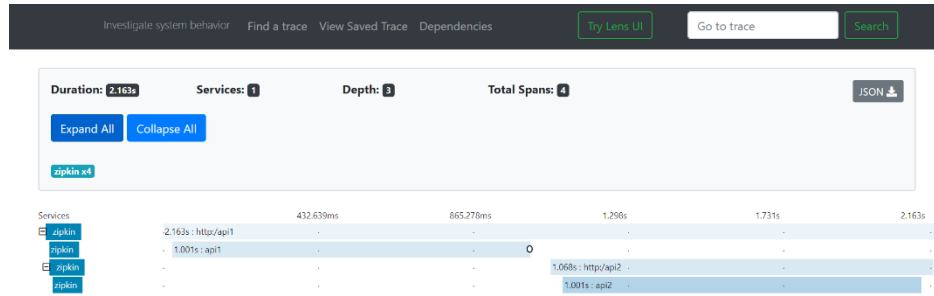 Investigate system behavior Find a trace View Saved Trace Dependencies Try Lens UI Go to trace Search
Duration: 2.163s Services: 1 Depth: 3 Total Spans: 4 JSON
Expand All Collapse All
zipkin x4
Services 432.639ms 865.278ms 1.298s 1.731s 2.163s
zipkin 2.163s : http:/api1
zipkin 1.001s : api1
zipkin 1.068s : http:/api2
zipkin 1.001s : api2